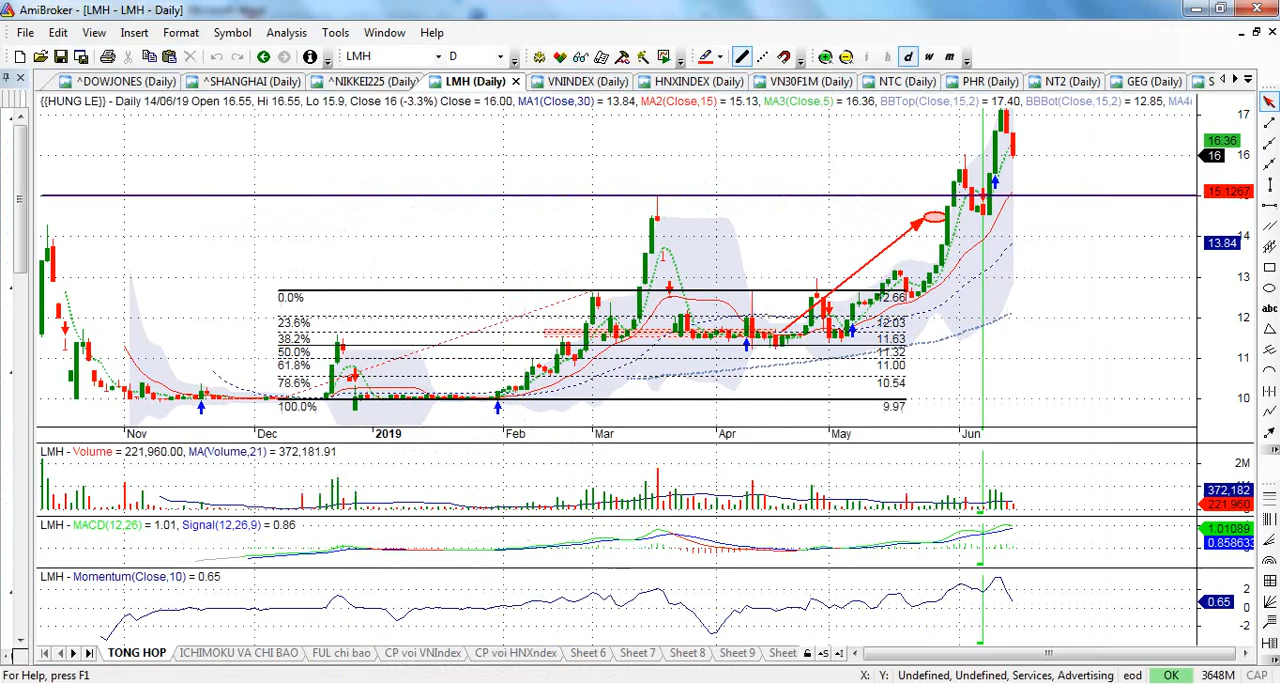 AmiBroker - [LMH - LMH - Daily]
File Edit View Insert Format Symbol Analysis Tools Window Help
LMH D i h d w m
^DOWJONES (Daily) ^SHANGHAI (Daily) ^NIKKEI225 (Daily) LMH (Daily) VNINDEX (Daily) HNXINDEX (Daily) VN30F1M (Daily) NTC (Daily) PHR (Daily) NT2 (Daily) GEG (Daily) S
{{HUNG LE}} - Daily 14/06/19 Open 16.55, Hi 16.55, Lo 15.9, Close 16 (-3.3%) Close = 16.00, MA1(Close,30) = 13.84, MA2(Close,15) = 15.13, MA3(Close,5) = 16.36, BBTop(Close,15,2) = 17.40, BBBot(Close,15,2) = 12.85, MA4(
17
16.36
16 16
15.1267
14
13.84
13
12
11
10
0.0% 12.66
23.6% 12.03
38.2% 11.63
50.0% 11.32
61.8% 11.00
78.6% 10.54
100.0% 9.97
abc
Nov Dec 2019 Feb Mar Apr May Jun
LMH - Volume = 221,960.00, MA(Volume,21) = 372,181.91
2M
372,182
221,960
LMH - MACD(12,26) = 1.01, Signal(12,26,9) = 0.86
1.01089
0.858633
LMH - Momentum(Close,10) = 0.65
2
0.65
0
-2
TONG HOP ICHIMOKU VA CHI BAO FUL chi bao CP voi VNIndex CP voi HNXndex Sheet 6 Sheet 7 Sheet 8 Sheet 9 Sheet
For Help, press F1 X: Y: Undefined, Undefined, Services, Advertising eod OK 3648M CAP